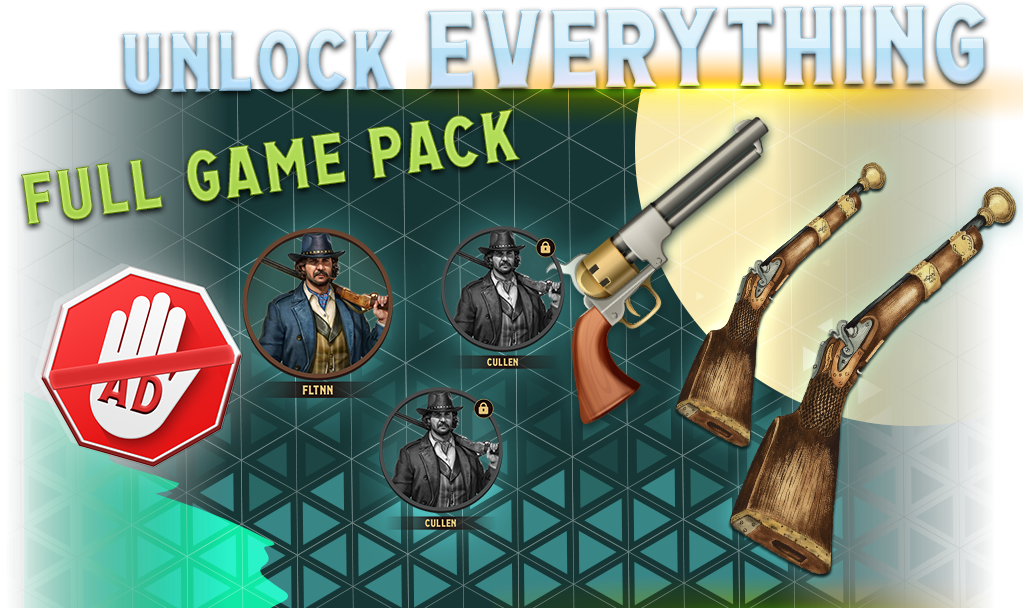 UNLOCK EVERYTHING
FULL GAME PACK
AD
FLTNN
CULLEN
CULLEN